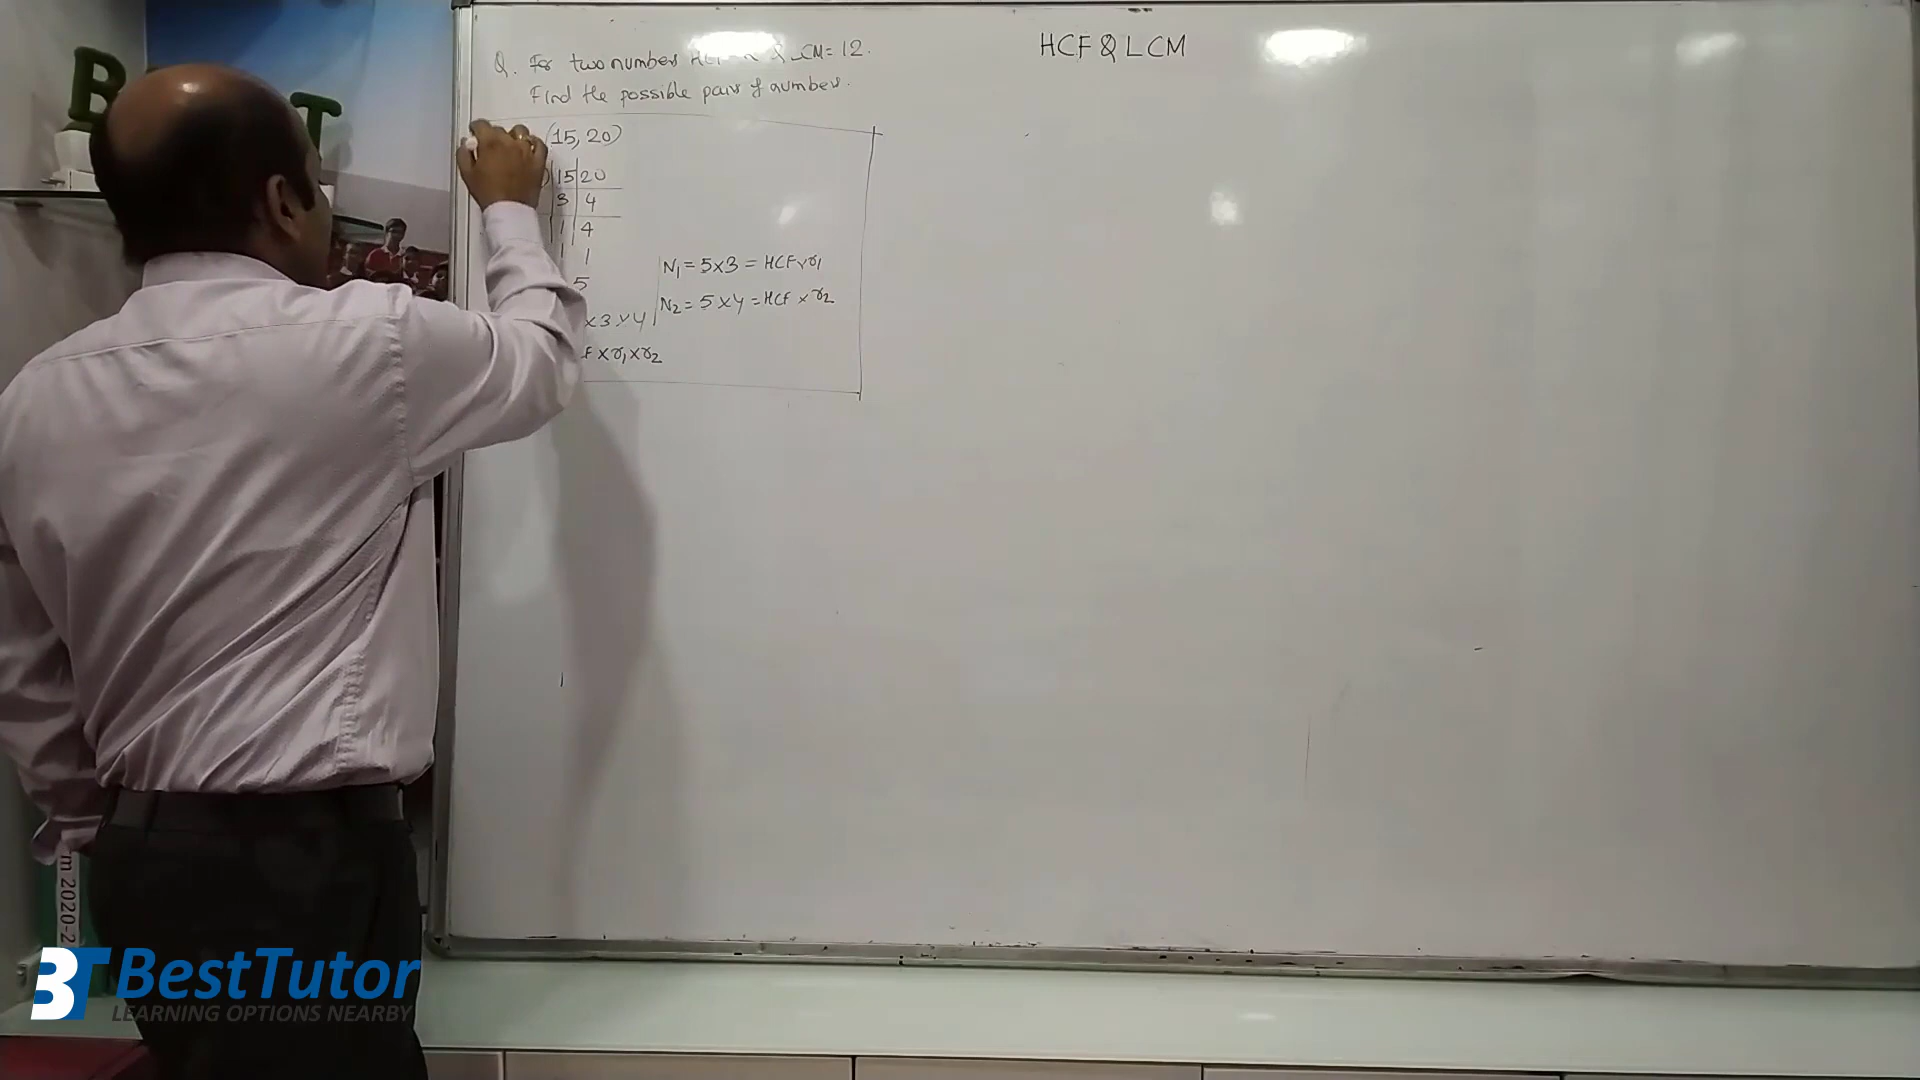 HCF & LCM
Q. For two numbers & LCM = 12.
Find the possible pairs of numbers.
(15, 20)
15 20
3 4
1 4
1 1
5
x 3 x 4
N1 = 5 x 3 = HCF x r1
N2 = 5 x 4 = HCF x r2
F x r1 x r2
m 2020-2
BT BestTutor
LEARNING OPTIONS NEARBY